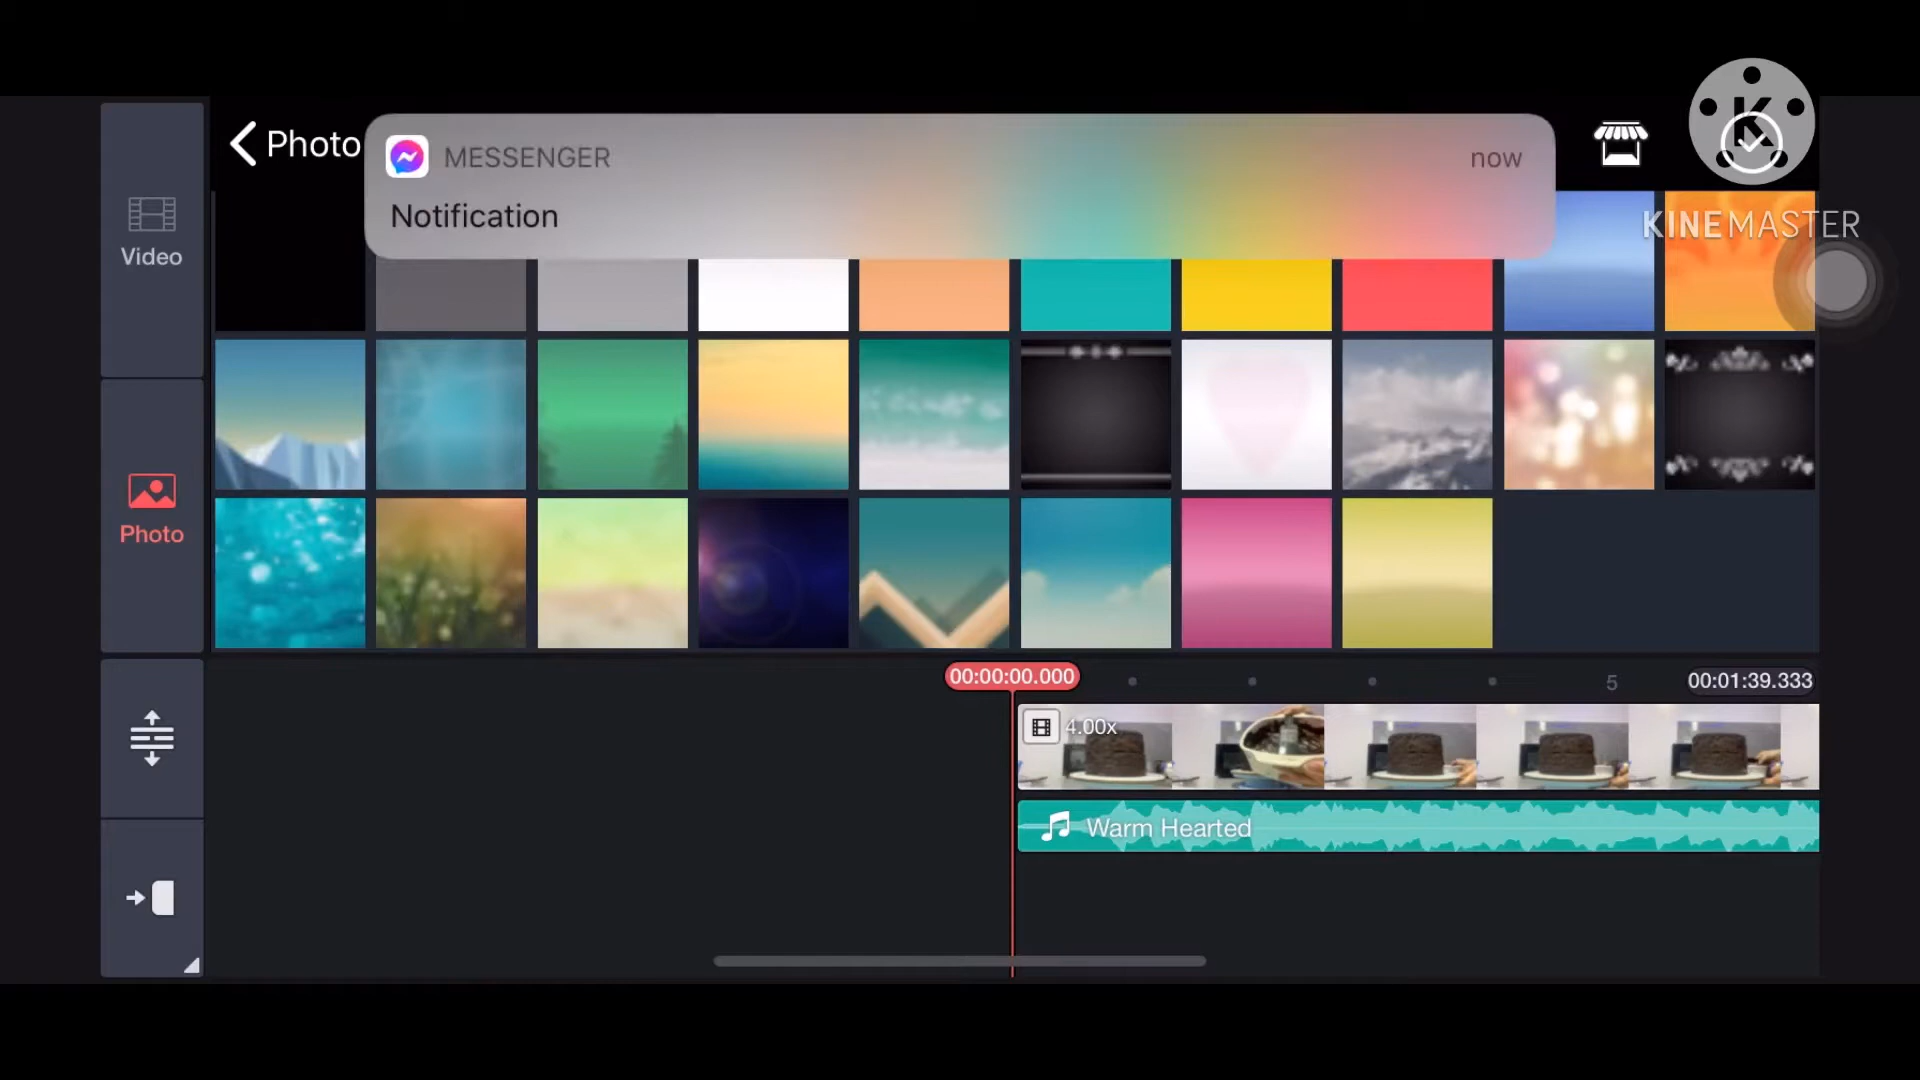 Photo
MESSENGER
now
Notification
KINEMASTER
Video
Photo
00:00:00.000
5
00:01:39.333
4.00x
Warm Hearted